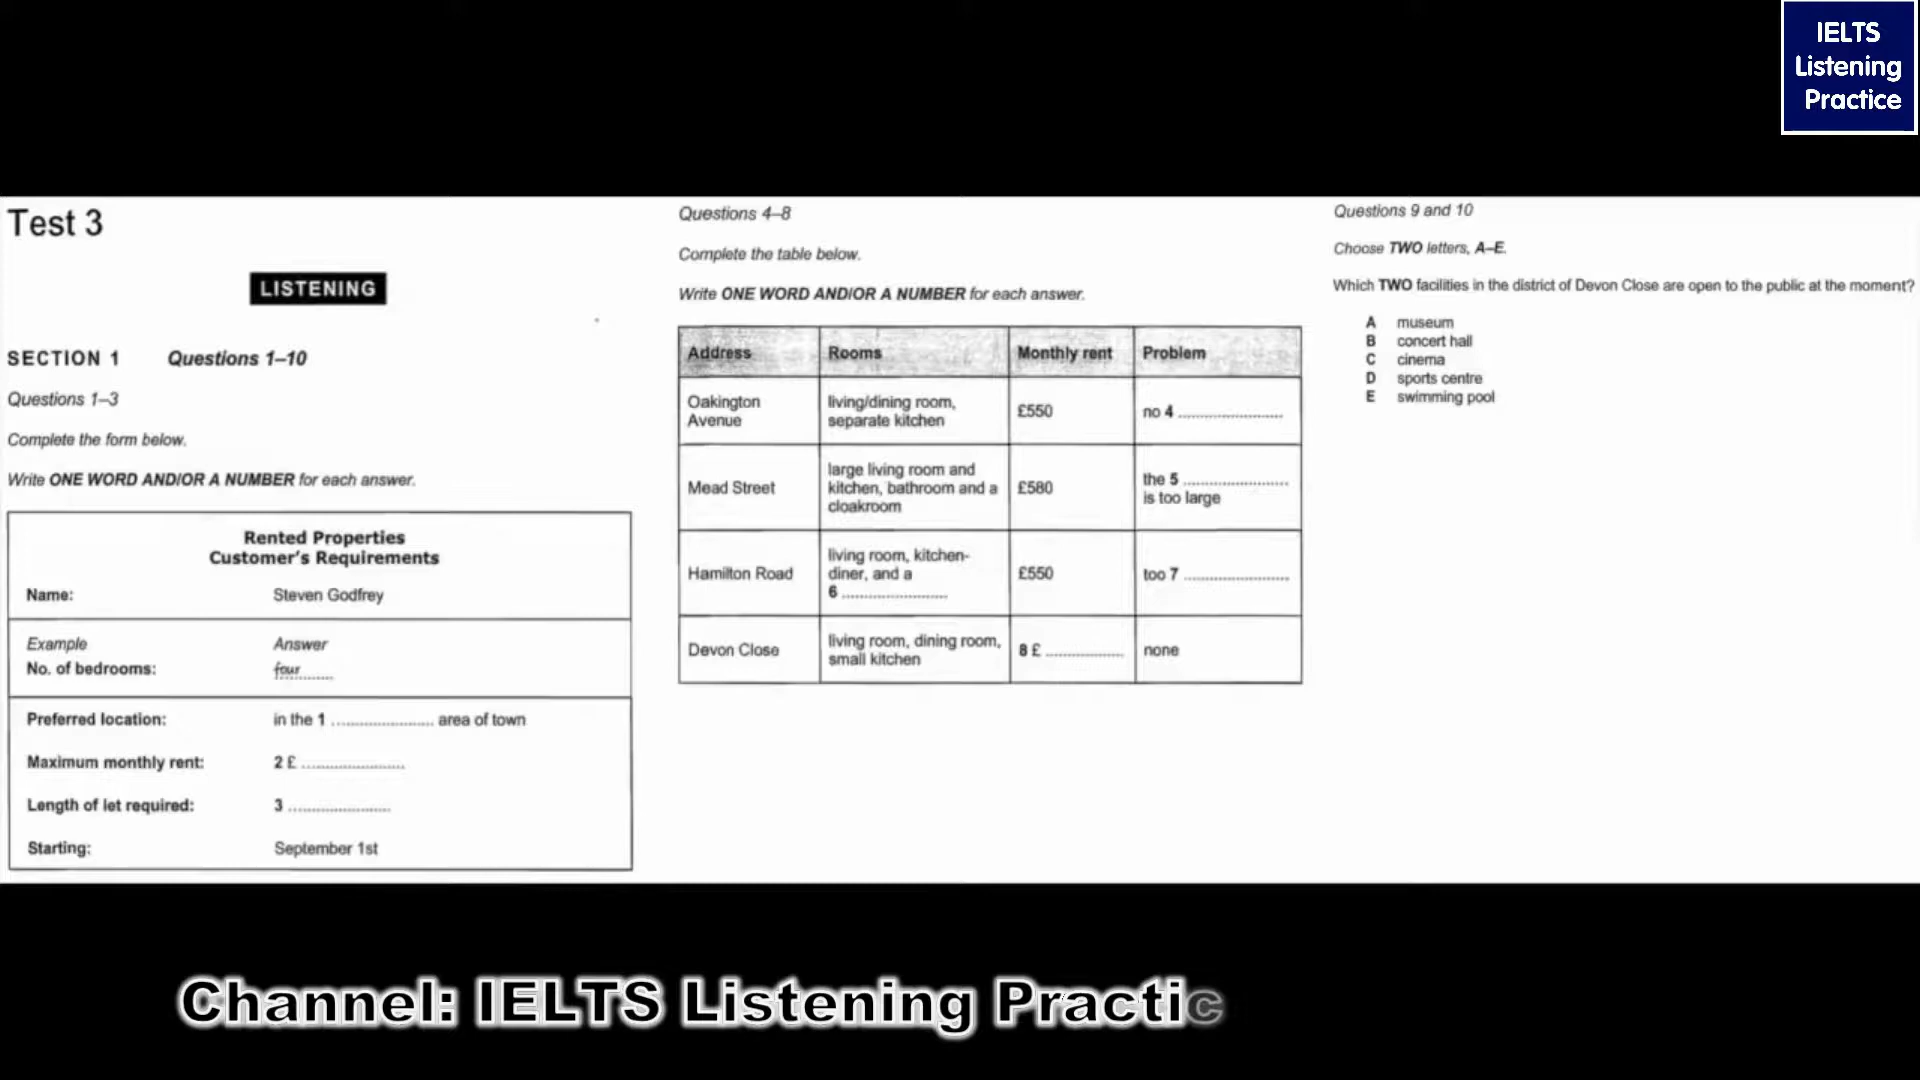 IELTS
Listening
Practice
Test 3
LISTENING
SECTION 1 Questions 1–10
Questions 1–3
Complete the form below.
Write ONE WORD AND/OR A NUMBER for each answer.
Rented Properties
Customer's Requirements
Name: Steven Godfrey
Example Answer
No. of bedrooms: four
Preferred location: in the 1 ...................... area of town
Maximum monthly rent: 2 £ ......................
Length of let required: 3 ......................
Starting: September 1st
Questions 4–8
Complete the table below.
Write ONE WORD AND/OR A NUMBER for each answer.
Address Rooms Monthly rent Problem
Oakington Avenue living/dining room, separate kitchen £550 no 4 ......................
Mead Street large living room and kitchen, bathroom and a cloakroom £580 the 5 ...................... is too large
Hamilton Road living room, kitchen-diner, and a 6 ...................... £550 too 7 ......................
Devon Close living room, dining room, small kitchen 8 £ ...................... none
Questions 9 and 10
Choose TWO letters, A–E.
Which TWO facilities in the district of Devon Close are open to the public at the moment?
A museum
B concert hall
C cinema
D sports centre
E swimming pool
Channel: IELTS Listening Practic